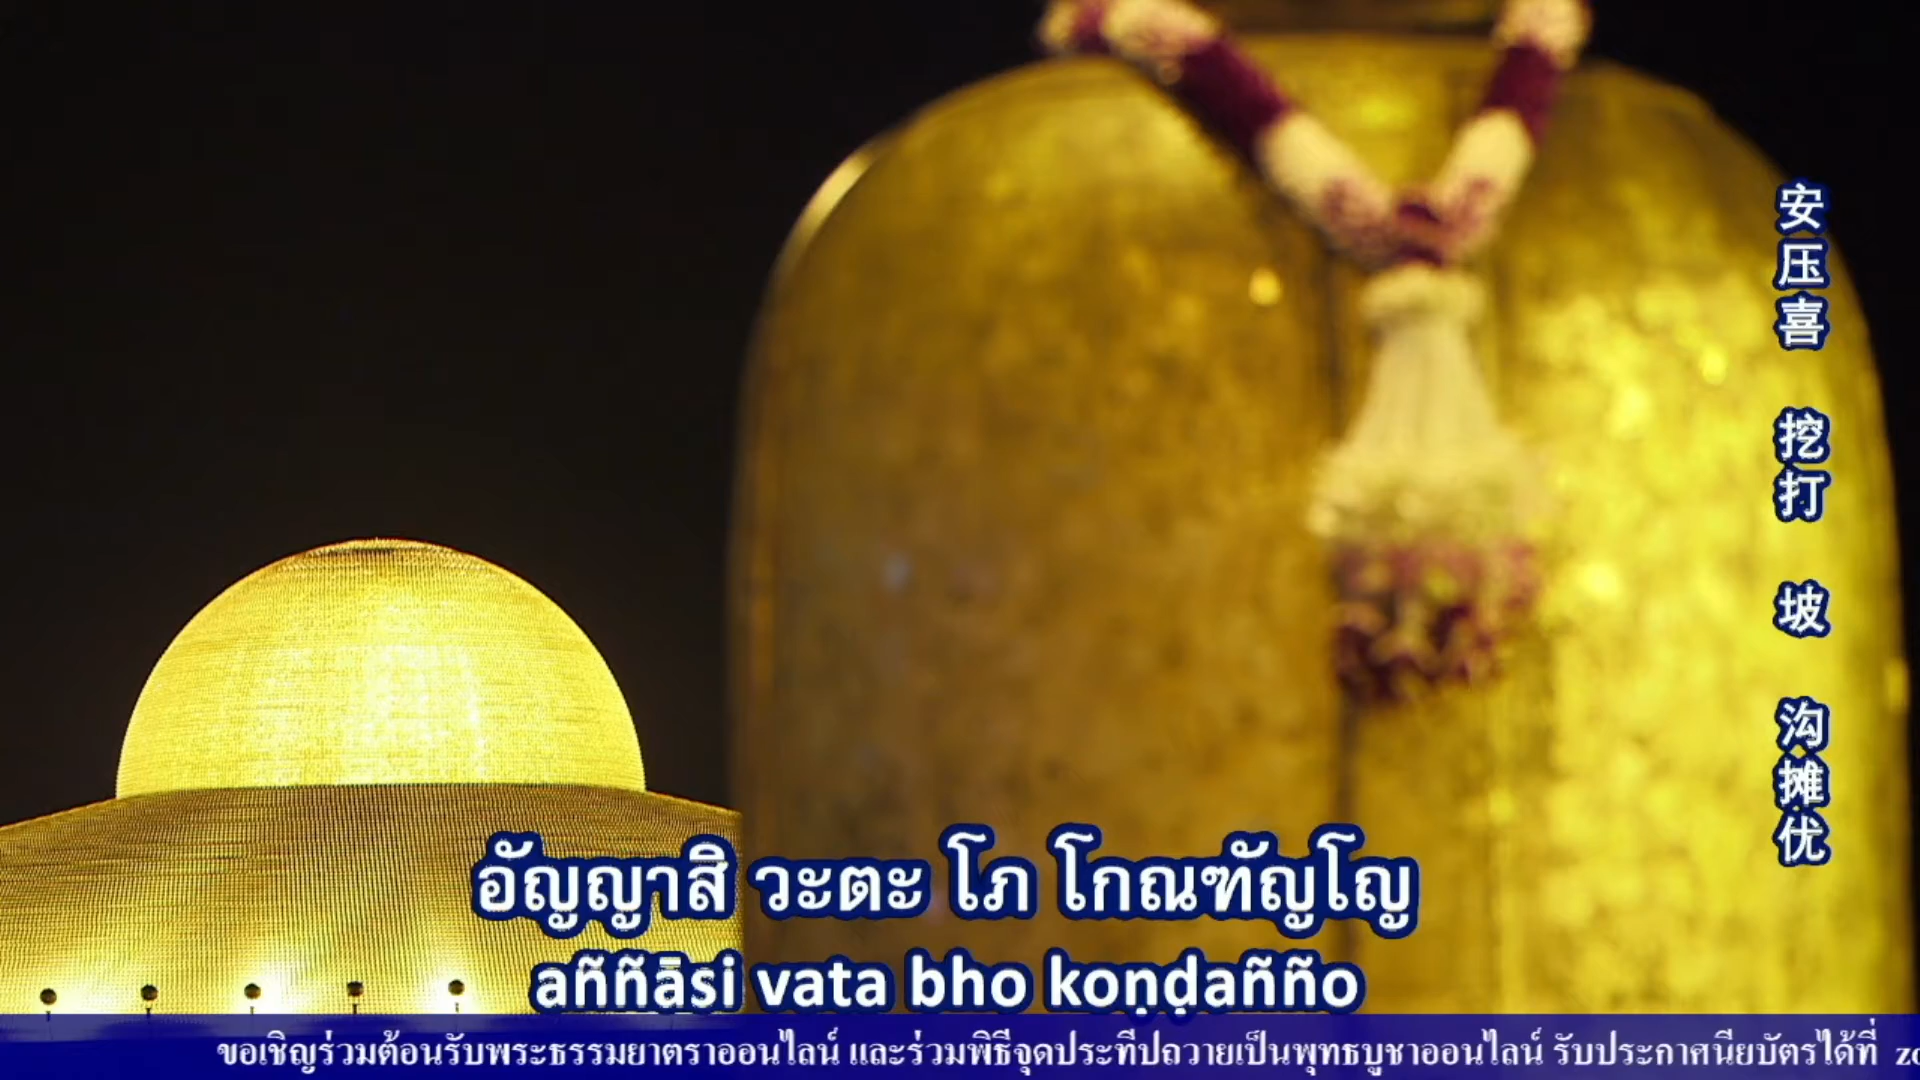 安压喜 挖打 坡 沟摊优
อัญญาสิ วะตะ โภ โกณฑัญโญ
aññāsi vata bho koṇḍañño
ขอเชิญร่วมต้อนรับพระธรรมยาตราออนไลน์ และร่วมพิธีจุดประทีปถวายเป็นพุทธบูชาออนไลน์ รับประกาศนียบัตรได้ที่